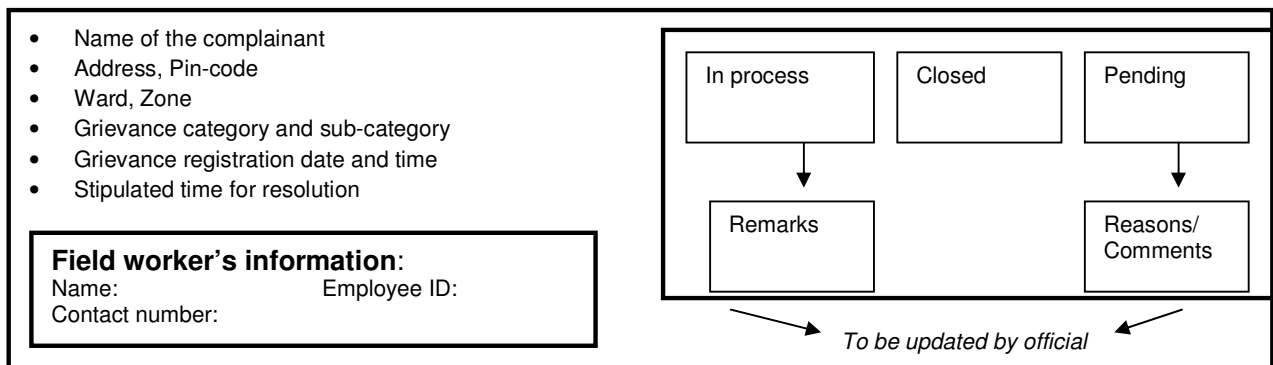 • Name of the complainant
• Address, Pin-code
• Ward, Zone
• Grievance category and sub-category
• Grievance registration date and time
• Stipulated time for resolution
Field worker's information:
Name: Employee ID:
Contact number:
In process Closed Pending
Remarks Reasons/
Comments
To be updated by official